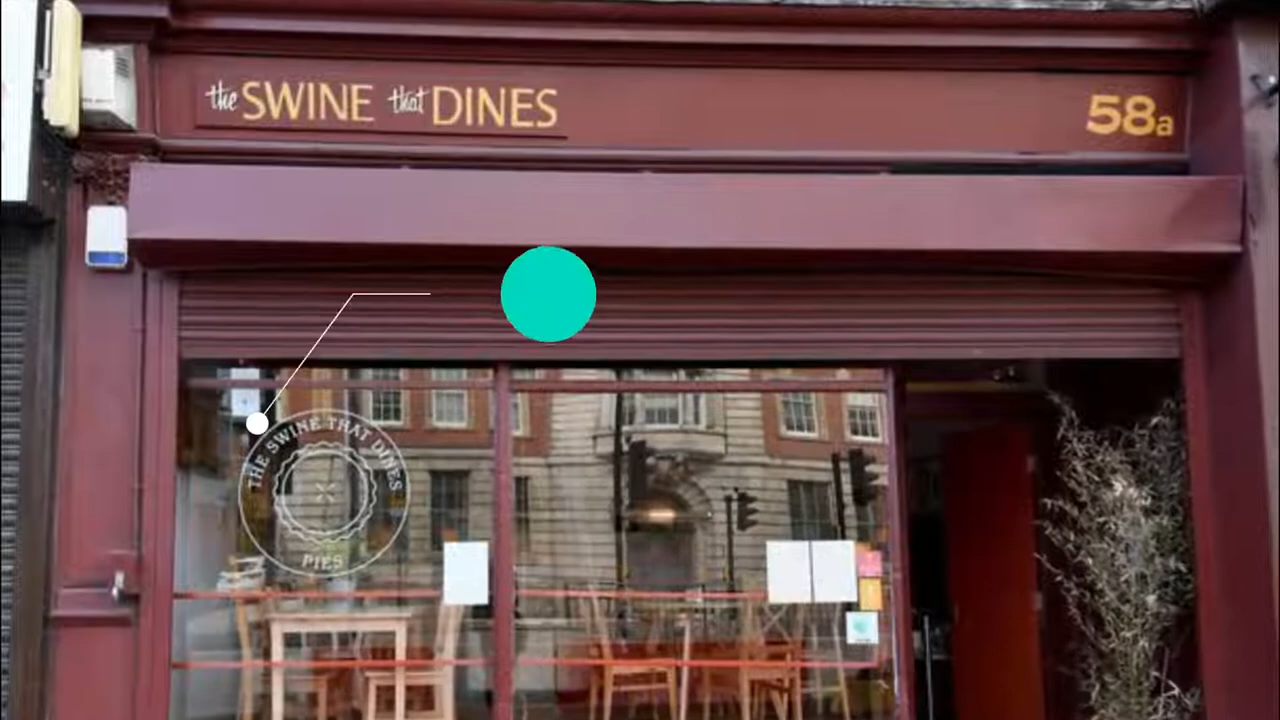 the SWINE that DINES
58a
THE SWINE THAT DINES
PIES